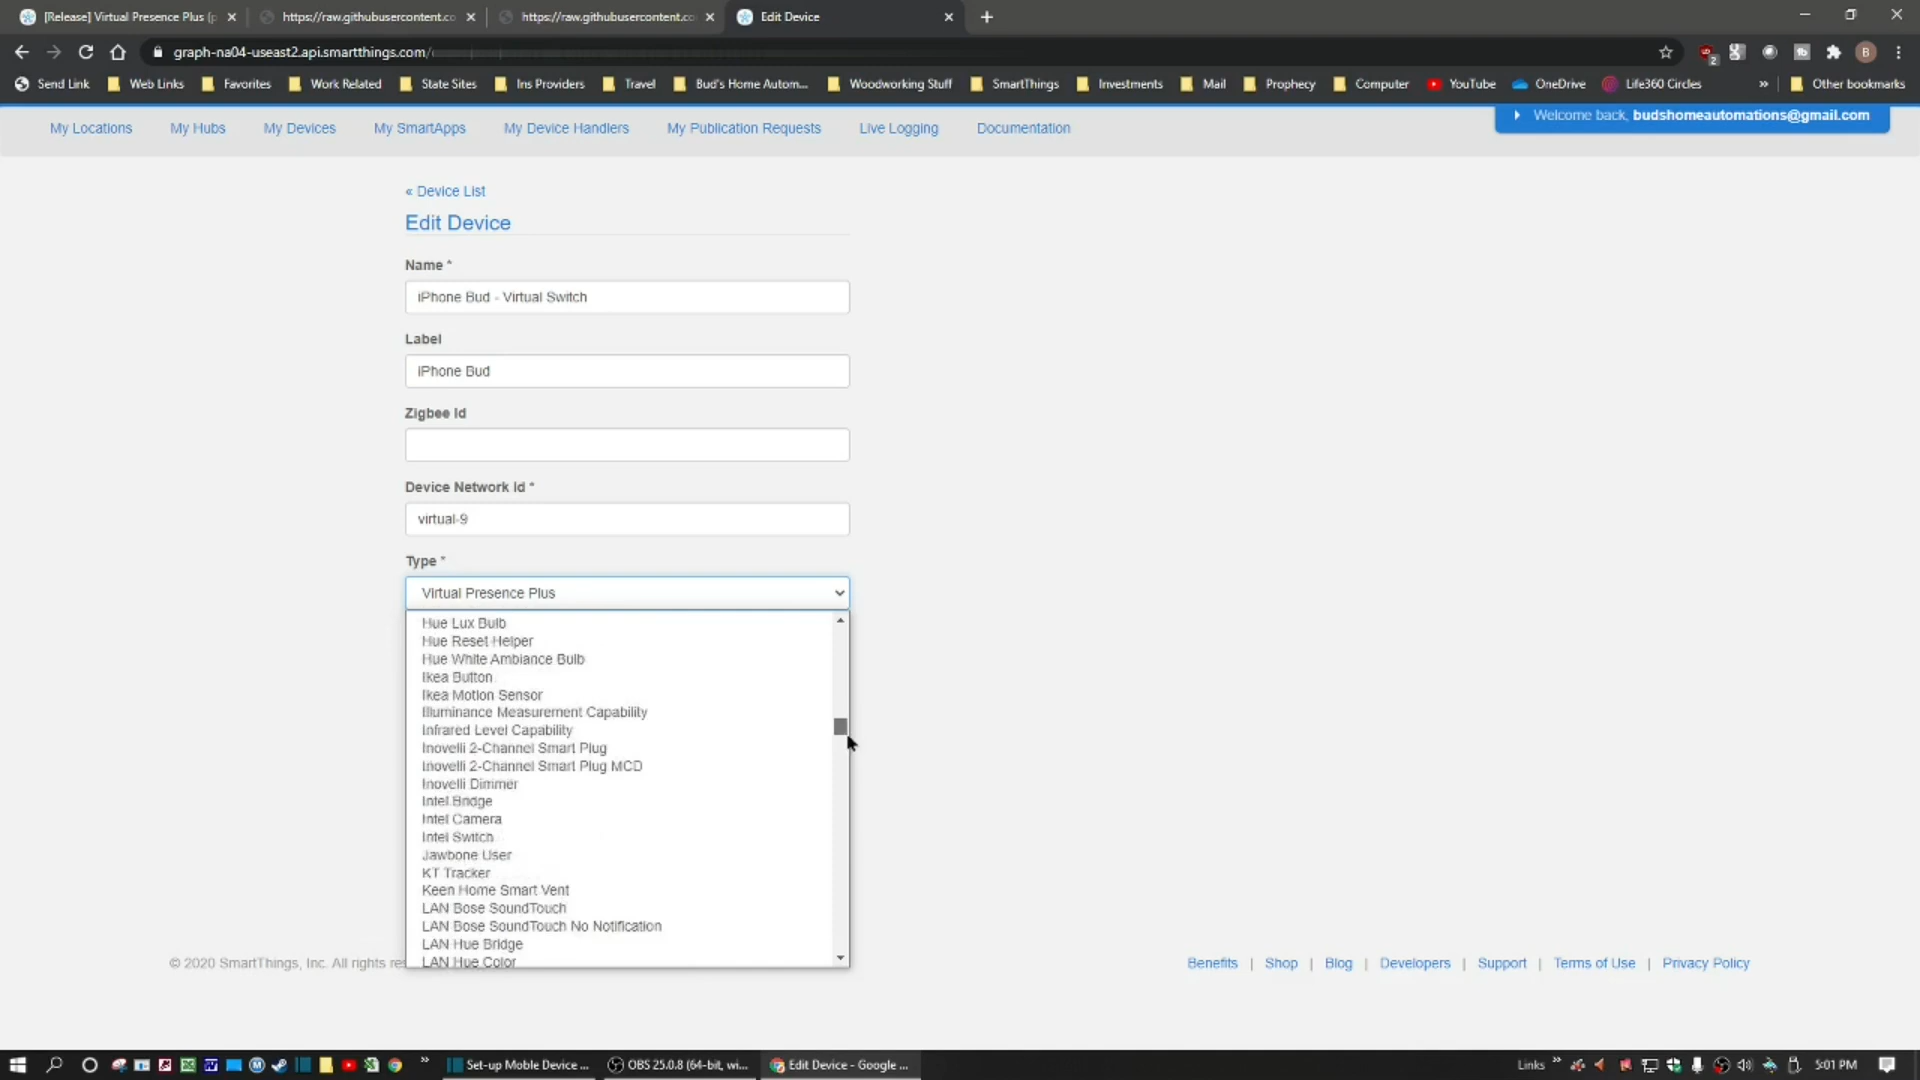 [Release] Virtual Presence Plus (p
https://raw.githubusercontent.co
https://raw.githubusercontent.co
Edit Device
graph-na04-useast2.api.smartthings.com/
2
B
Send Link
Web Links
Favorites
Work Related
State Sites
Ins Providers
Travel
Bud's Home Autom...
Woodworking Stuff
SmartThings
Investments
Mail
Prophecy
Computer
YouTube
OneDrive
Life360 Circles
»
Other bookmarks
My Locations
My Hubs
My Devices
My SmartApps
My Device Handlers
My Publication Requests
Live Logging
Documentation
Welcome back, budshomeautomations@gmail.com
« Device List
Edit Device
Name *
iPhone Bud - Virtual Switch
Label
iPhone Bud
Zigbee Id
Device Network Id *
virtual-9
Type *
Virtual Presence Plus
Hue Lux Bulb
Hue Reset Helper
Hue White Ambiance Bulb
Ikea Button
Ikea Motion Sensor
Illuminance Measurement Capability
Infrared Level Capability
Inovelli 2-Channel Smart Plug
Inovelli 2-Channel Smart Plug MCD
Inovelli Dimmer
Intel Bridge
Intel Camera
Intel Switch
Jawbone User
KT Tracker
Keen Home Smart Vent
LAN Bose SoundTouch
LAN Bose SoundTouch No Notification
LAN Hue Bridge
LAN Hue Color
© 2020 SmartThings, Inc. All rights res
Benefits | Shop | Blog | Developers | Support | Terms of Use | Privacy Policy
»
Set-up Moble Device ...
OBS 25.0.8 (64-bit, wi...
Edit Device - Google ...
Links »
5:01 PM